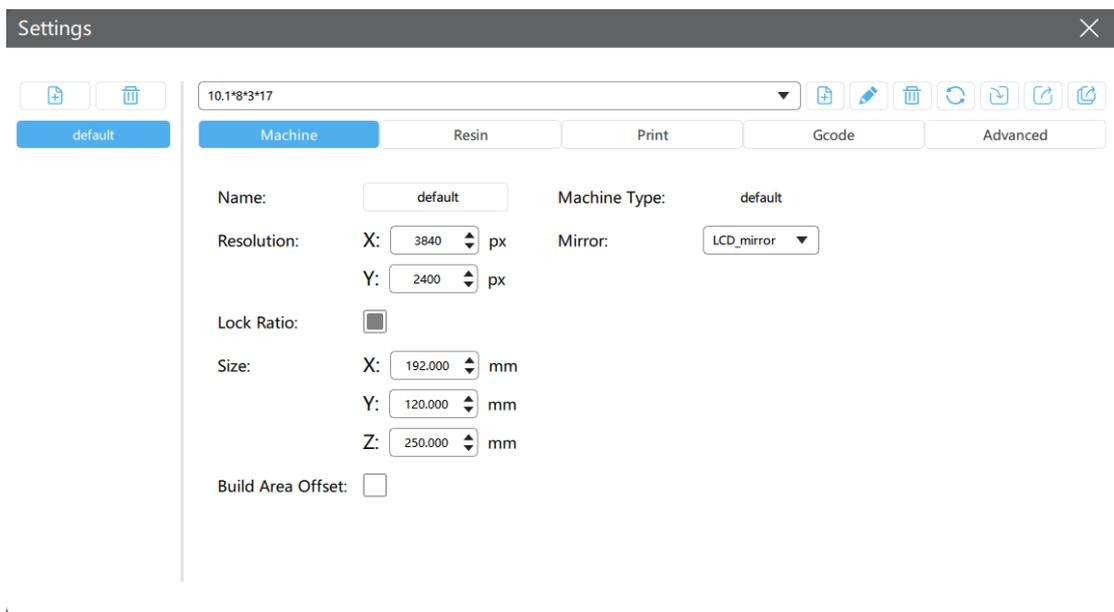 Settings
10.1*8*3*17
default
Machine
Resin
Print
Gcode
Advanced
Name: default Machine Type: default
Resolution: X: 3840 px Mirror: LCD_mirror
Y: 2400 px
Lock Ratio:
Size: X: 192.000 mm
Y: 120.000 mm
Z: 250.000 mm
Build Area Offset: